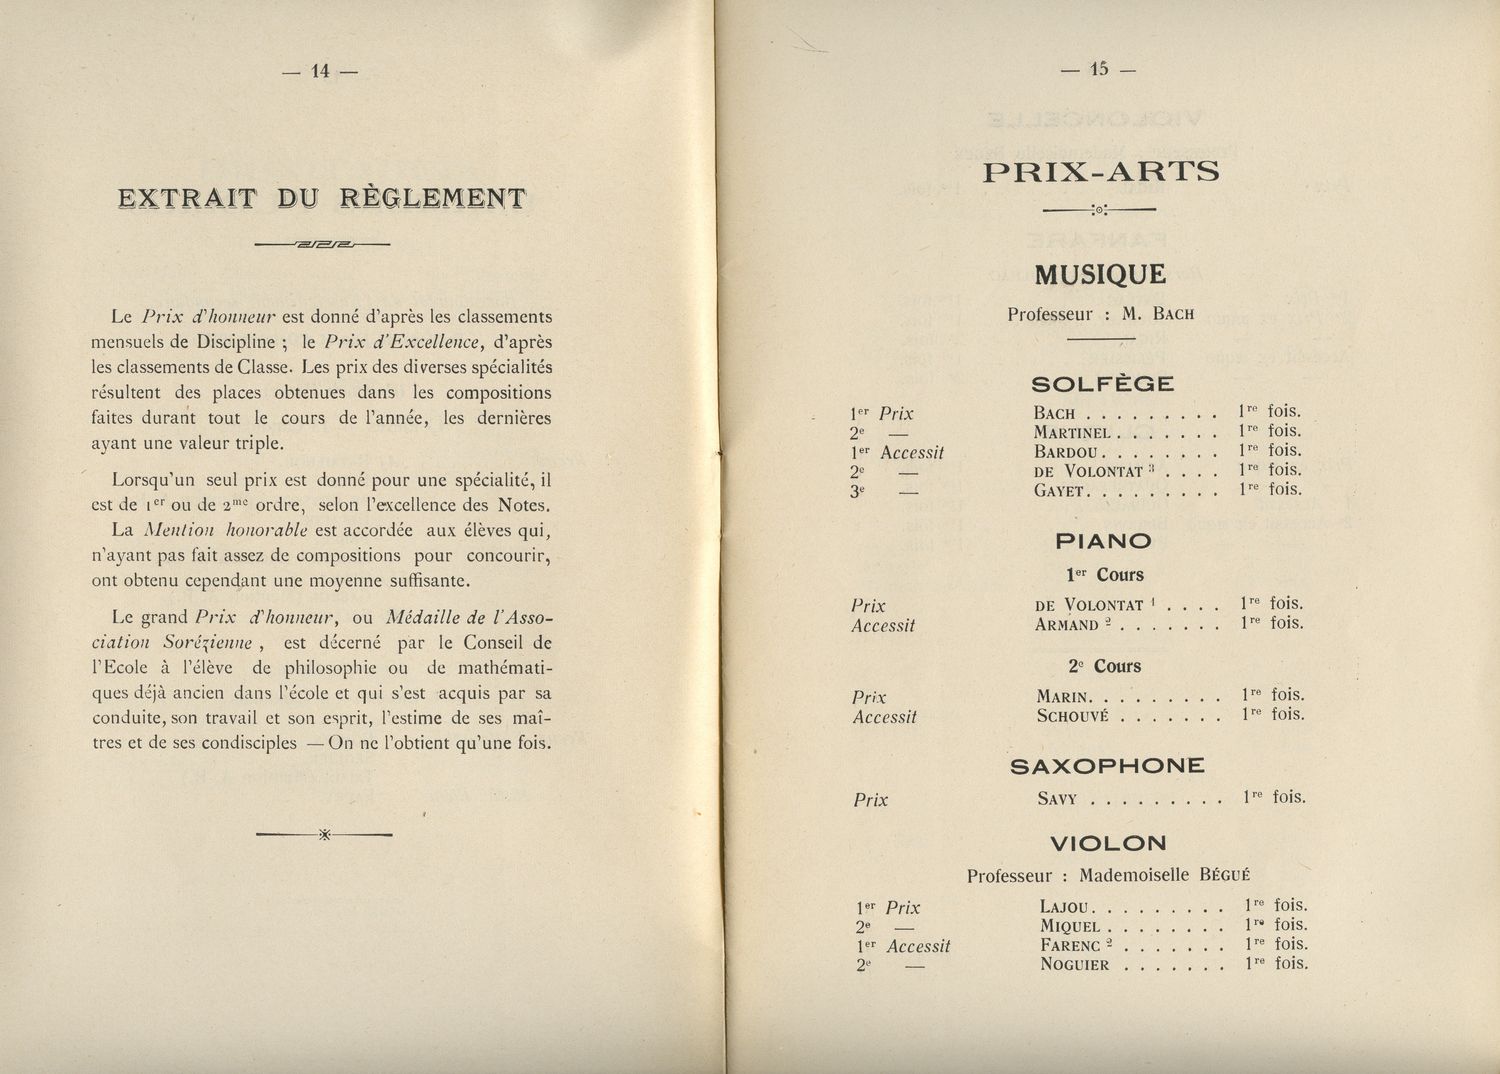 — 14 —
EXTRAIT DU RÈGLEMENT
Le Prix d'honneur est donné d'après les classements
mensuels de Discipline ; le Prix d'Excellence, d'après
les classements de Classe. Les prix des diverses spécialités
résultent des places obtenues dans les compositions
faites durant tout le cours de l'année, les dernières
ayant une valeur triple.
Lorsqu'un seul prix est donné pour une spécialité, il
est de 1er ou de 2me ordre, selon l'excellence des Notes.
La Mention honorable est accordée aux élèves qui,
n'ayant pas fait assez de compositions pour concourir,
ont obtenu cependant une moyenne suffisante.
Le grand Prix d'honneur, ou Médaille de l'Asso-
ciation Sorézienne , est décerné par le Conseil de
l'Ecole à l'élève de philosophie ou de mathémati-
ques déjà ancien dans l'école et qui s'est acquis par sa
conduite, son travail et son esprit, l'estime de ses maî-
tres et de ses condisciples — On ne l'obtient qu'une fois.
— 15 —
PRIX-ARTS
MUSIQUE
Professeur : M. BACH
SOLFÈGE
1er Prix BACH . . . . . . . . . 1re fois.
2e — MARTINEL . . . . . . . 1re fois.
1er Accessit BARDOU . . . . . . . . 1re fois.
2e — DE VOLONTAT 3 . . . . 1re fois.
3e — GAYET . . . . . . . . . 1re fois.
PIANO
1er Cours
Prix DE VOLONTAT 1 . . . . 1re fois.
Accessit ARMAND 2 . . . . . . . 1re fois.
2e Cours
Prix MARIN . . . . . . . . . 1re fois.
Accessit SCHOUVÉ . . . . . . . 1re fois.
SAXOPHONE
Prix SAVY . . . . . . . . . 1re fois.
VIOLON
Professeur : Mademoiselle BÉGUÉ
1er Prix LAJOU . . . . . . . . . 1re fois.
2e — MIQUEL . . . . . . . . 1re fois.
1er Accessit FARENC 2 . . . . . . . 1re fois.
2e — NOGUIER . . . . . . . 1re fois.